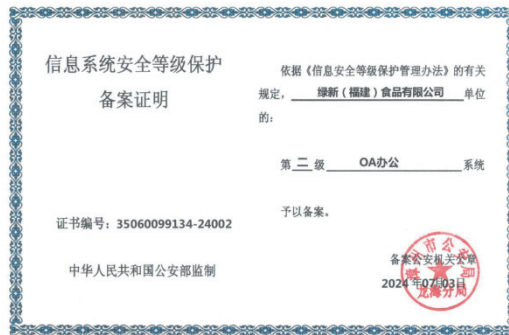 信息系统安全等级保护
备案证明
证书编号：35060099134-24002
中华人民共和国公安部监制
依据《信息安全等级保护管理办法》的有关
规定，绿新（福建）食品有限公司 单位
的：
第 二 级 OA办公 系统
予以备案。
备案公安机关公章
2024 年07月03日
龙海分局